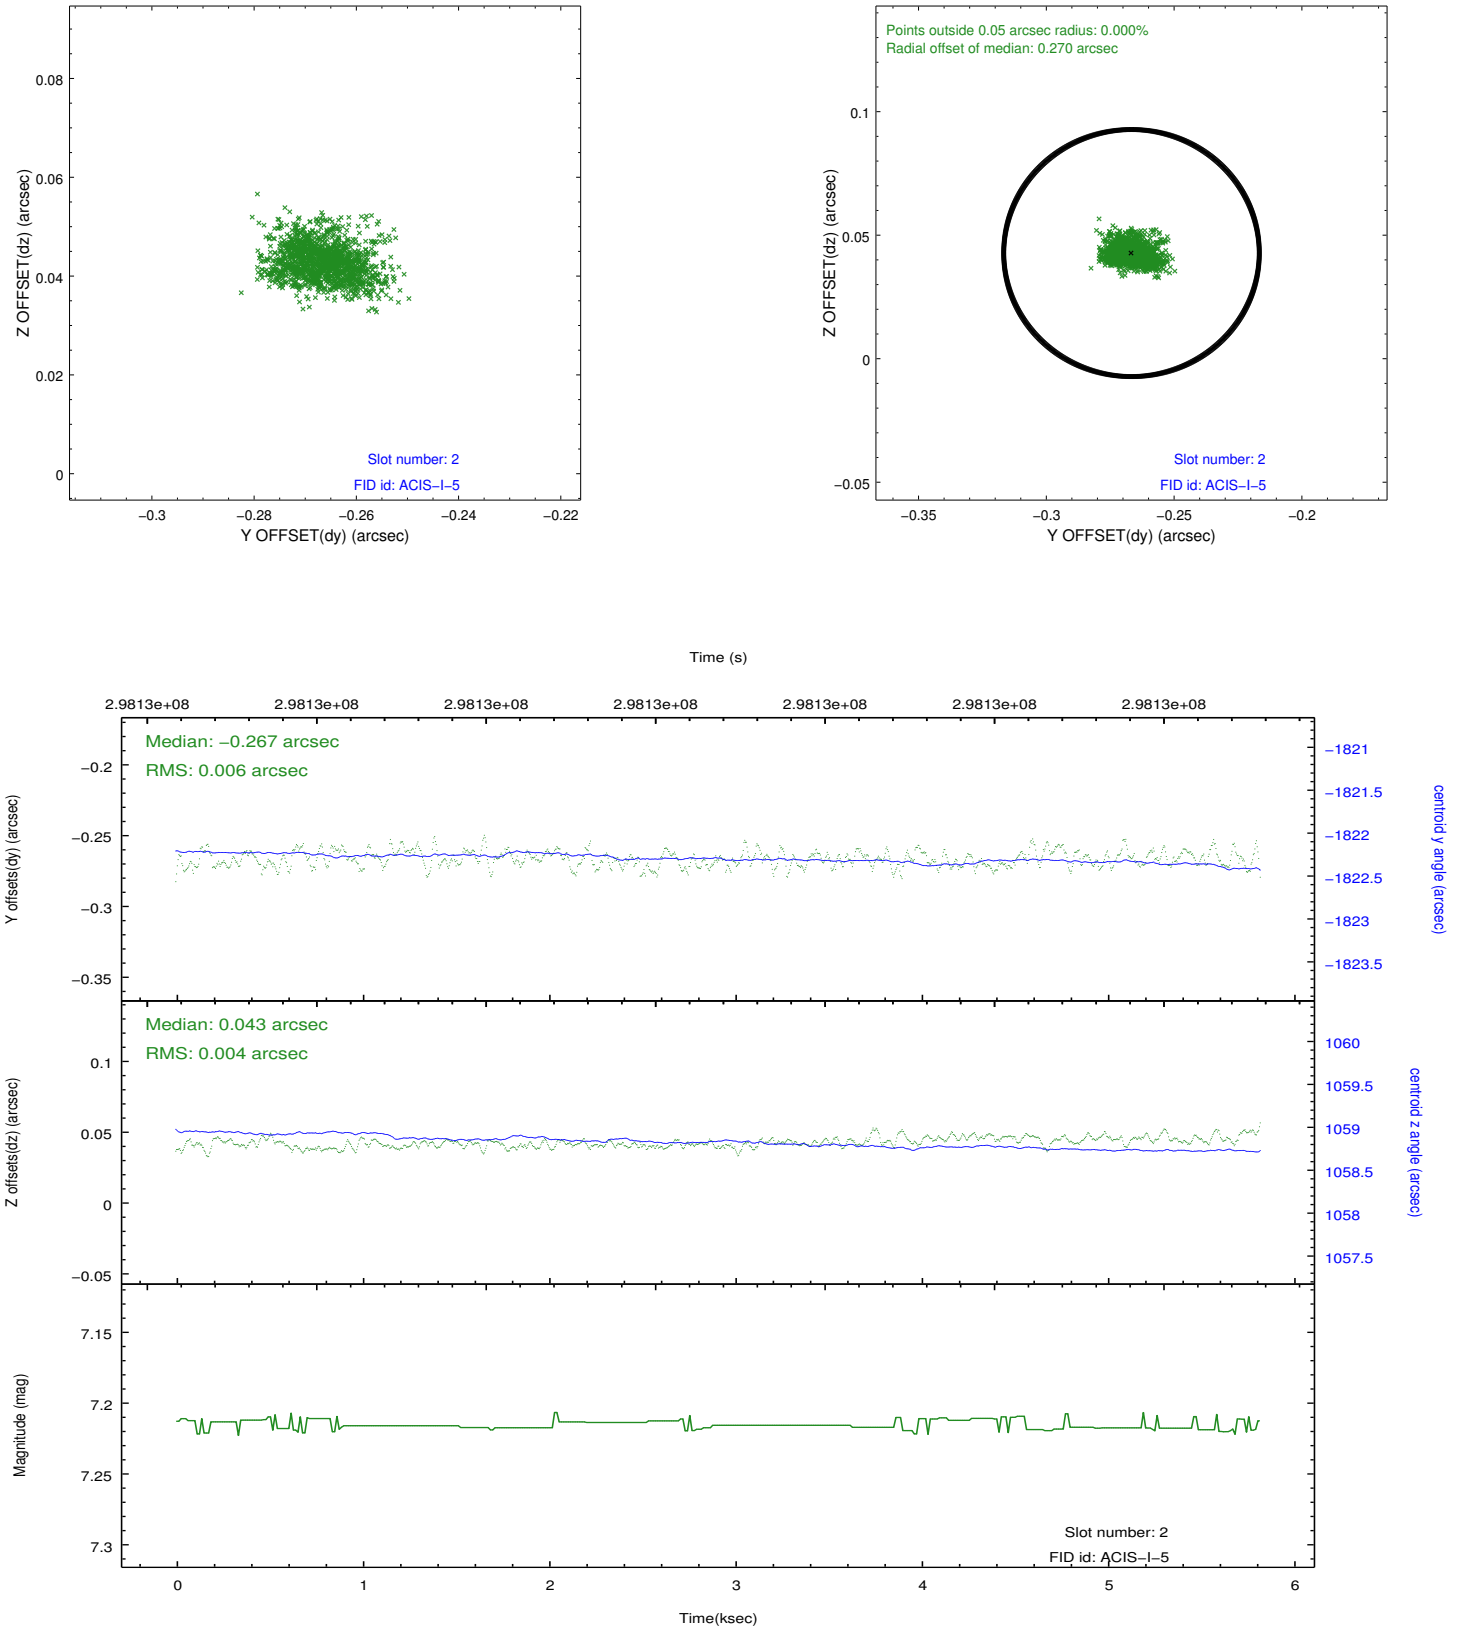 0.08
0.06
0.04
0.02
0
Z OFFSET(dz) (arcsec)
Slot number: 2
FID id: ACIS−I−5
−0.3 −0.28 −0.26 −0.24 −0.22
Y OFFSET(dy) (arcsec)
Points outside 0.05 arcsec radius: 0.000%
Radial offset of median: 0.270 arcsec
0.1
0.05
0
−0.05
Z OFFSET(dz) (arcsec)
Slot number: 2
FID id: ACIS−I−5
−0.35 −0.3 −0.25 −0.2
Y OFFSET(dy) (arcsec)
Time (s)
2.9813e+08 2.9813e+08 2.9813e+08 2.9813e+08 2.9813e+08 2.9813e+08 2.9813e+08
Median: −0.267 arcsec
RMS: 0.006 arcsec
−0.2
−0.25
−0.3
−0.35
Y offsets(dy) (arcsec)
−1821
−1821.5
−1822
−1822.5
−1823
−1823.5
centroid y angle (arcsec)
Median: 0.043 arcsec
RMS: 0.004 arcsec
0.1
0.05
0
−0.05
Z offsets(dz) (arcsec)
1060
1059.5
1059
1058.5
1058
1057.5
centroid z angle (arcsec)
7.15
7.2
7.25
7.3
Magnitude (mag)
Slot number: 2
FID id: ACIS−I−5
0 1 2 3 4 5 6
Time(ksec)